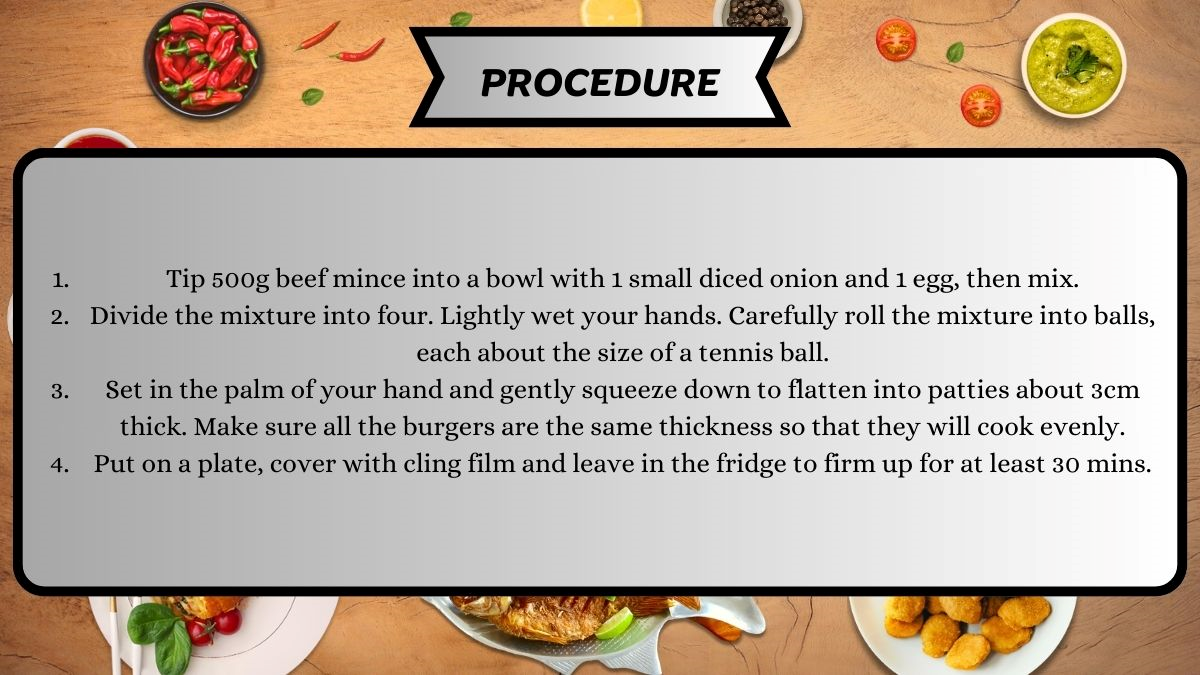 PROCEDURE
1. Tip 500g beef mince into a bowl with 1 small diced onion and 1 egg, then mix.
2. Divide the mixture into four. Lightly wet your hands. Carefully roll the mixture into balls,
each about the size of a tennis ball.
3. Set in the palm of your hand and gently squeeze down to flatten into patties about 3cm
thick. Make sure all the burgers are the same thickness so that they will cook evenly.
4. Put on a plate, cover with cling film and leave in the fridge to firm up for at least 30 mins.